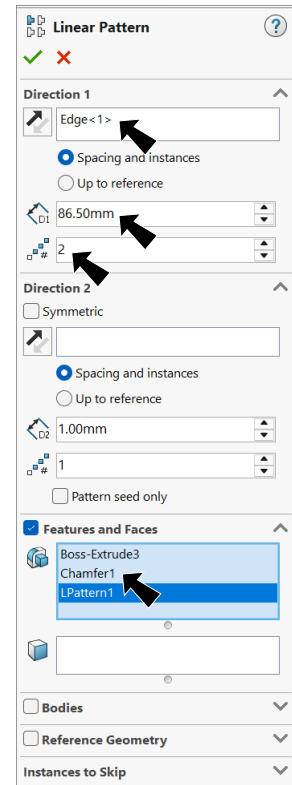 Linear Pattern
?
Direction 1
Edge<1>
Spacing and instances
Up to reference
D1
86.50mm
#
2
Direction 2
Symmetric
Spacing and instances
Up to reference
D2
1.00mm
#
1
Pattern seed only
Features and Faces
Boss-Extrude3
Chamfer1
LPattern1
Bodies
Reference Geometry
Instances to Skip